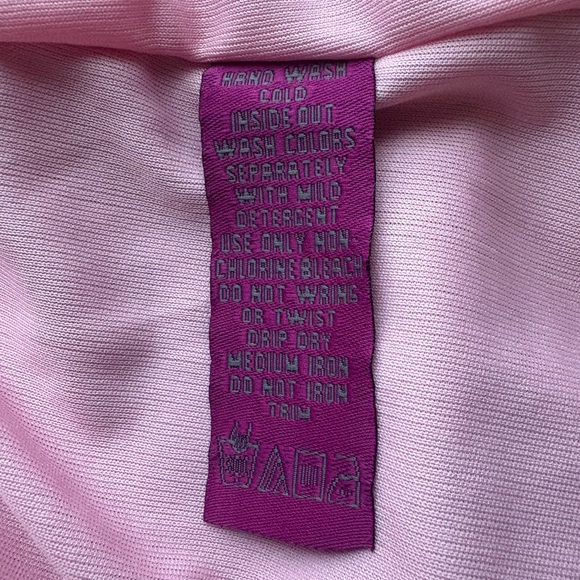 HAND WASH
COLD
INSIDE OUT
WASH COLORS
SEPARATELY
WITH MILD
DETERGENT
USE ONLY NON-
CHLORINE BLEACH
DO NOT WRING
OR TWIST
DRIP DRY
MEDIUM IRON
DO NOT IRON
TRIM